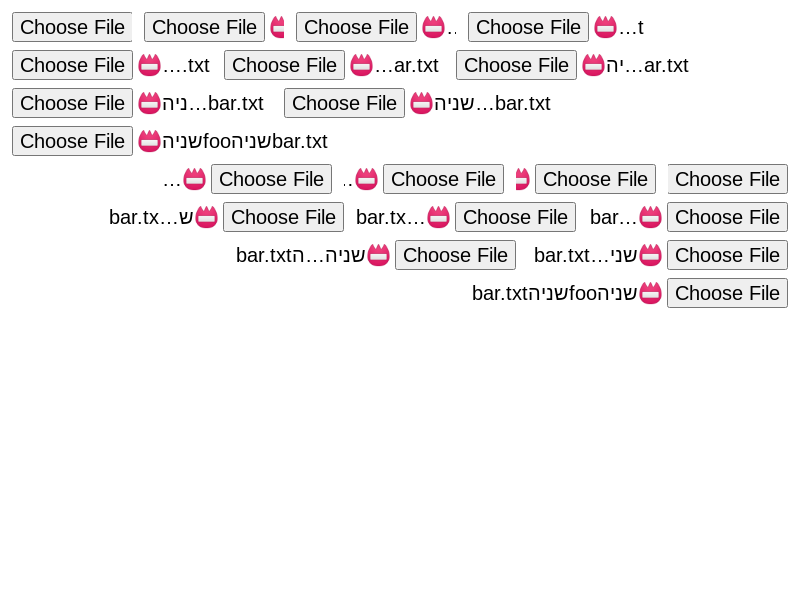 Choose File Choose File 📛 Choose File 📛… Choose File 📛…t
Choose File 📛….txt Choose File 📛…ar.txt Choose File 📛יה…ar.txt
Choose File 📛ניה…bar.txt Choose File 📛שניה…bar.txt
Choose File 📛שניהfooשניהbar.txt
…📛 Choose File …📛 Choose File 📛 Choose File Choose File
bar.tx…ש📛 Choose File bar.tx…📛 Choose File bar…📛 Choose File
bar.txtשניה…ה📛 Choose File bar.txt…שני📛 Choose File
bar.txtשניהfooשניה📛 Choose File